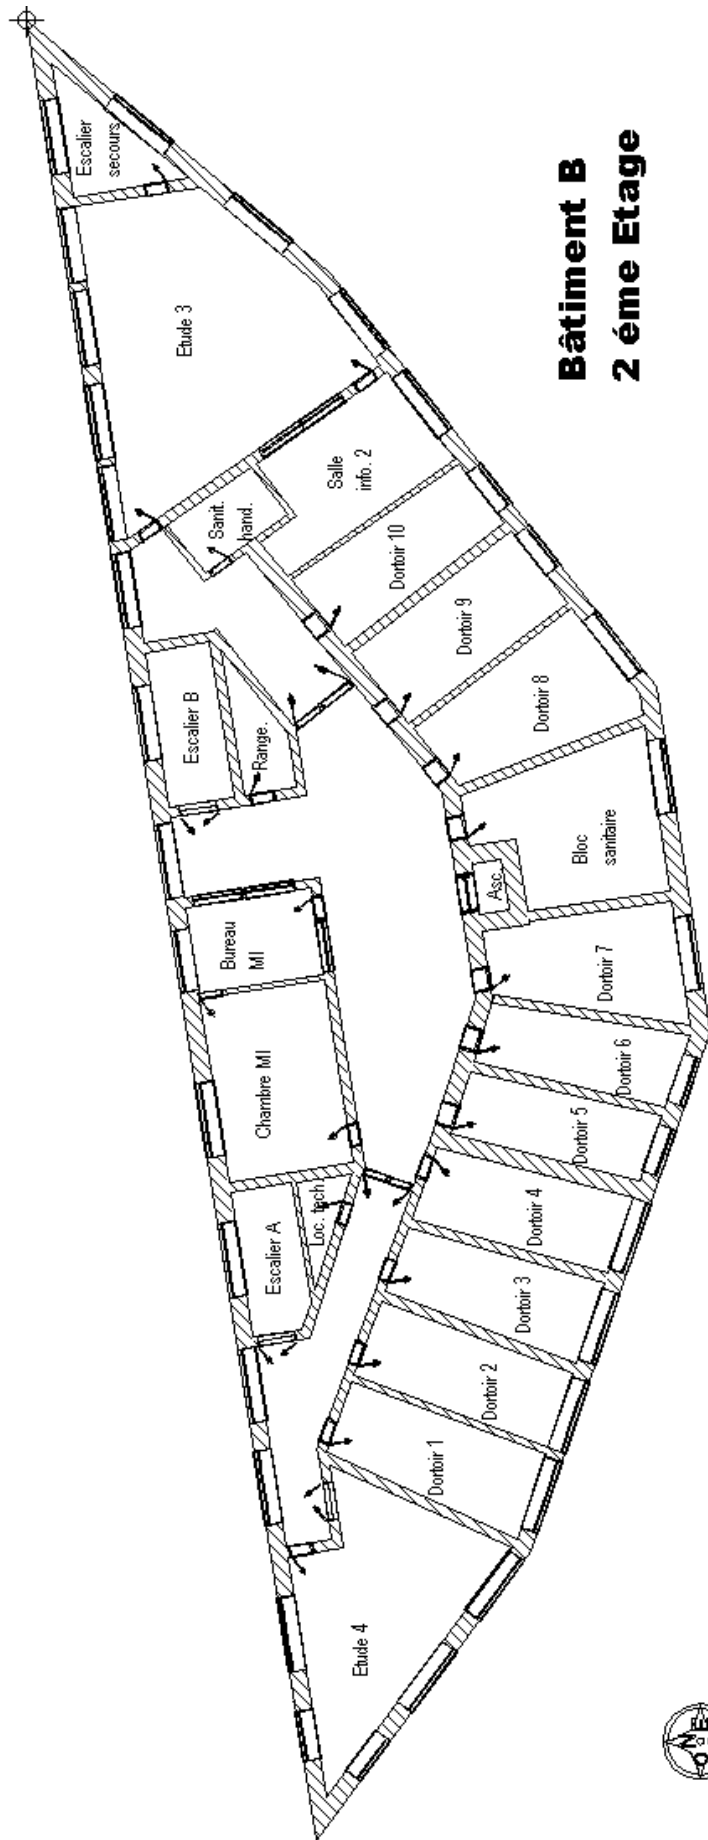 Bâtiment B
2 éme Etage
Escalier
secours
Etude 3
Salle
info. 2
Sanit.
hand.
Dortoir 10
Dortoir 9
Dortoir 8
Escalier B
Range.
Bloc
sanitaire
Asc.
Bureau
MI
Dortoir 7
Chambre MI
Dortoir 6
Dortoir 5
Dortoir 4
Escalier A
Loc. tech
Dortoir 3
Dortoir 2
Dortoir 1
Etude 4
N
E
O